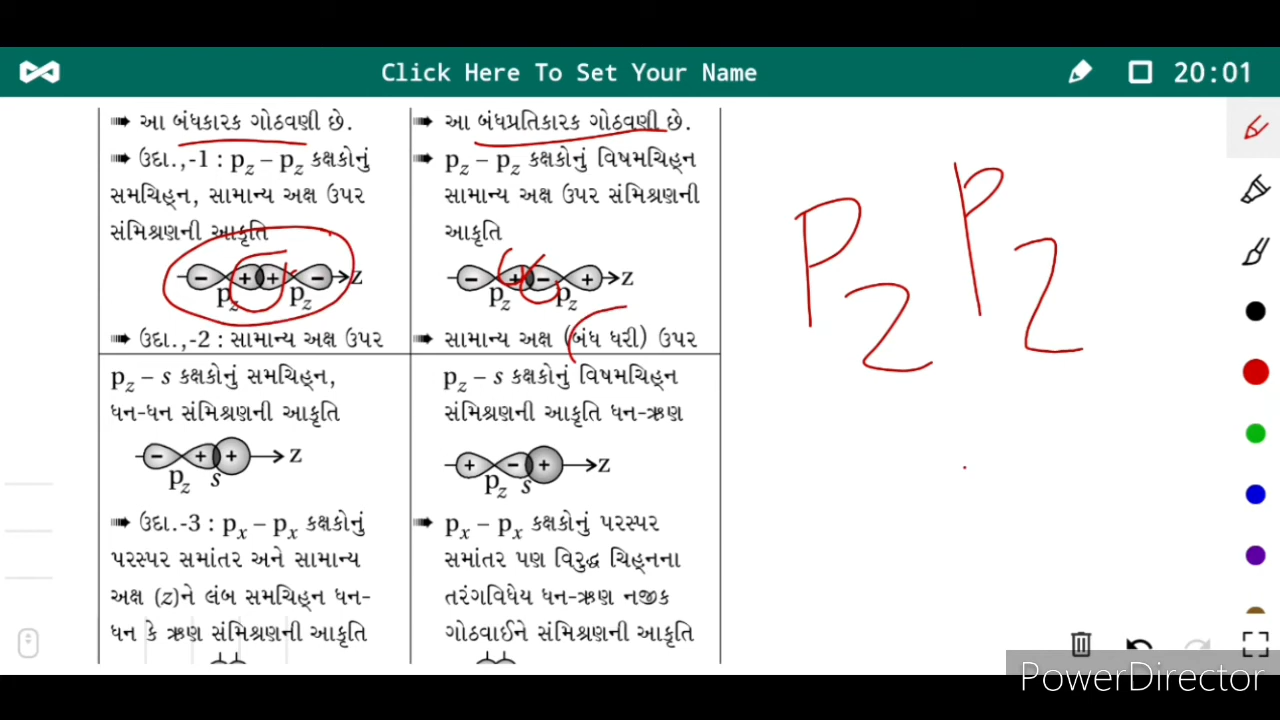 Click Here To Set Your Name
20:01
➠ આ બંધકારક ગોઠવણી છે.
➠ ઉદા.,-1 : pz – pz કક્ષકોનું
સમચિહ્ન, સામાન્ય અક્ષ ઉપર
સંમિશ્રણની આકૃતિ
– + + – z
pz pz
➠ ઉદા.,-2 : સામાન્ય અક્ષ ઉપર
pz – s કક્ષકોનું સમચિહ્ન,
ધન-ધન સંમિશ્રણની આકૃતિ
– + + z
pz s
➠ ઉદા.-3 : px – px કક્ષકોનું
પરસ્પર સમાંતર અને સામાન્ય
અક્ષ (z)ને લંબ સમચિહ્ન ધન-
ધન કે ઋણ સંમિશ્રણની આકૃતિ
➠ આ બંધપ્રતિકારક ગોઠવણી છે.
➠ pz – pz કક્ષકોનું વિષમચિહ્ન
સામાન્ય અક્ષ ઉપર સંમિશ્રણની
આકૃતિ
– + – + z
pz pz
➠ સામાન્ય અક્ષ (બંધ ધરી) ઉપર
pz – s કક્ષકોનું વિષમચિહ્ન
સંમિશ્રણની આકૃતિ ધન-ઋણ
+ – + z
pz s
➠ px – px કક્ષકોનું પરસ્પર
સમાંતર પણ વિરુદ્ધ ચિહ્નના
તરંગવિધેય ધન-ઋણ નજીક
ગોઠવાઈને સંમિશ્રણની આકૃતિ
Pz Pz
PowerDirector